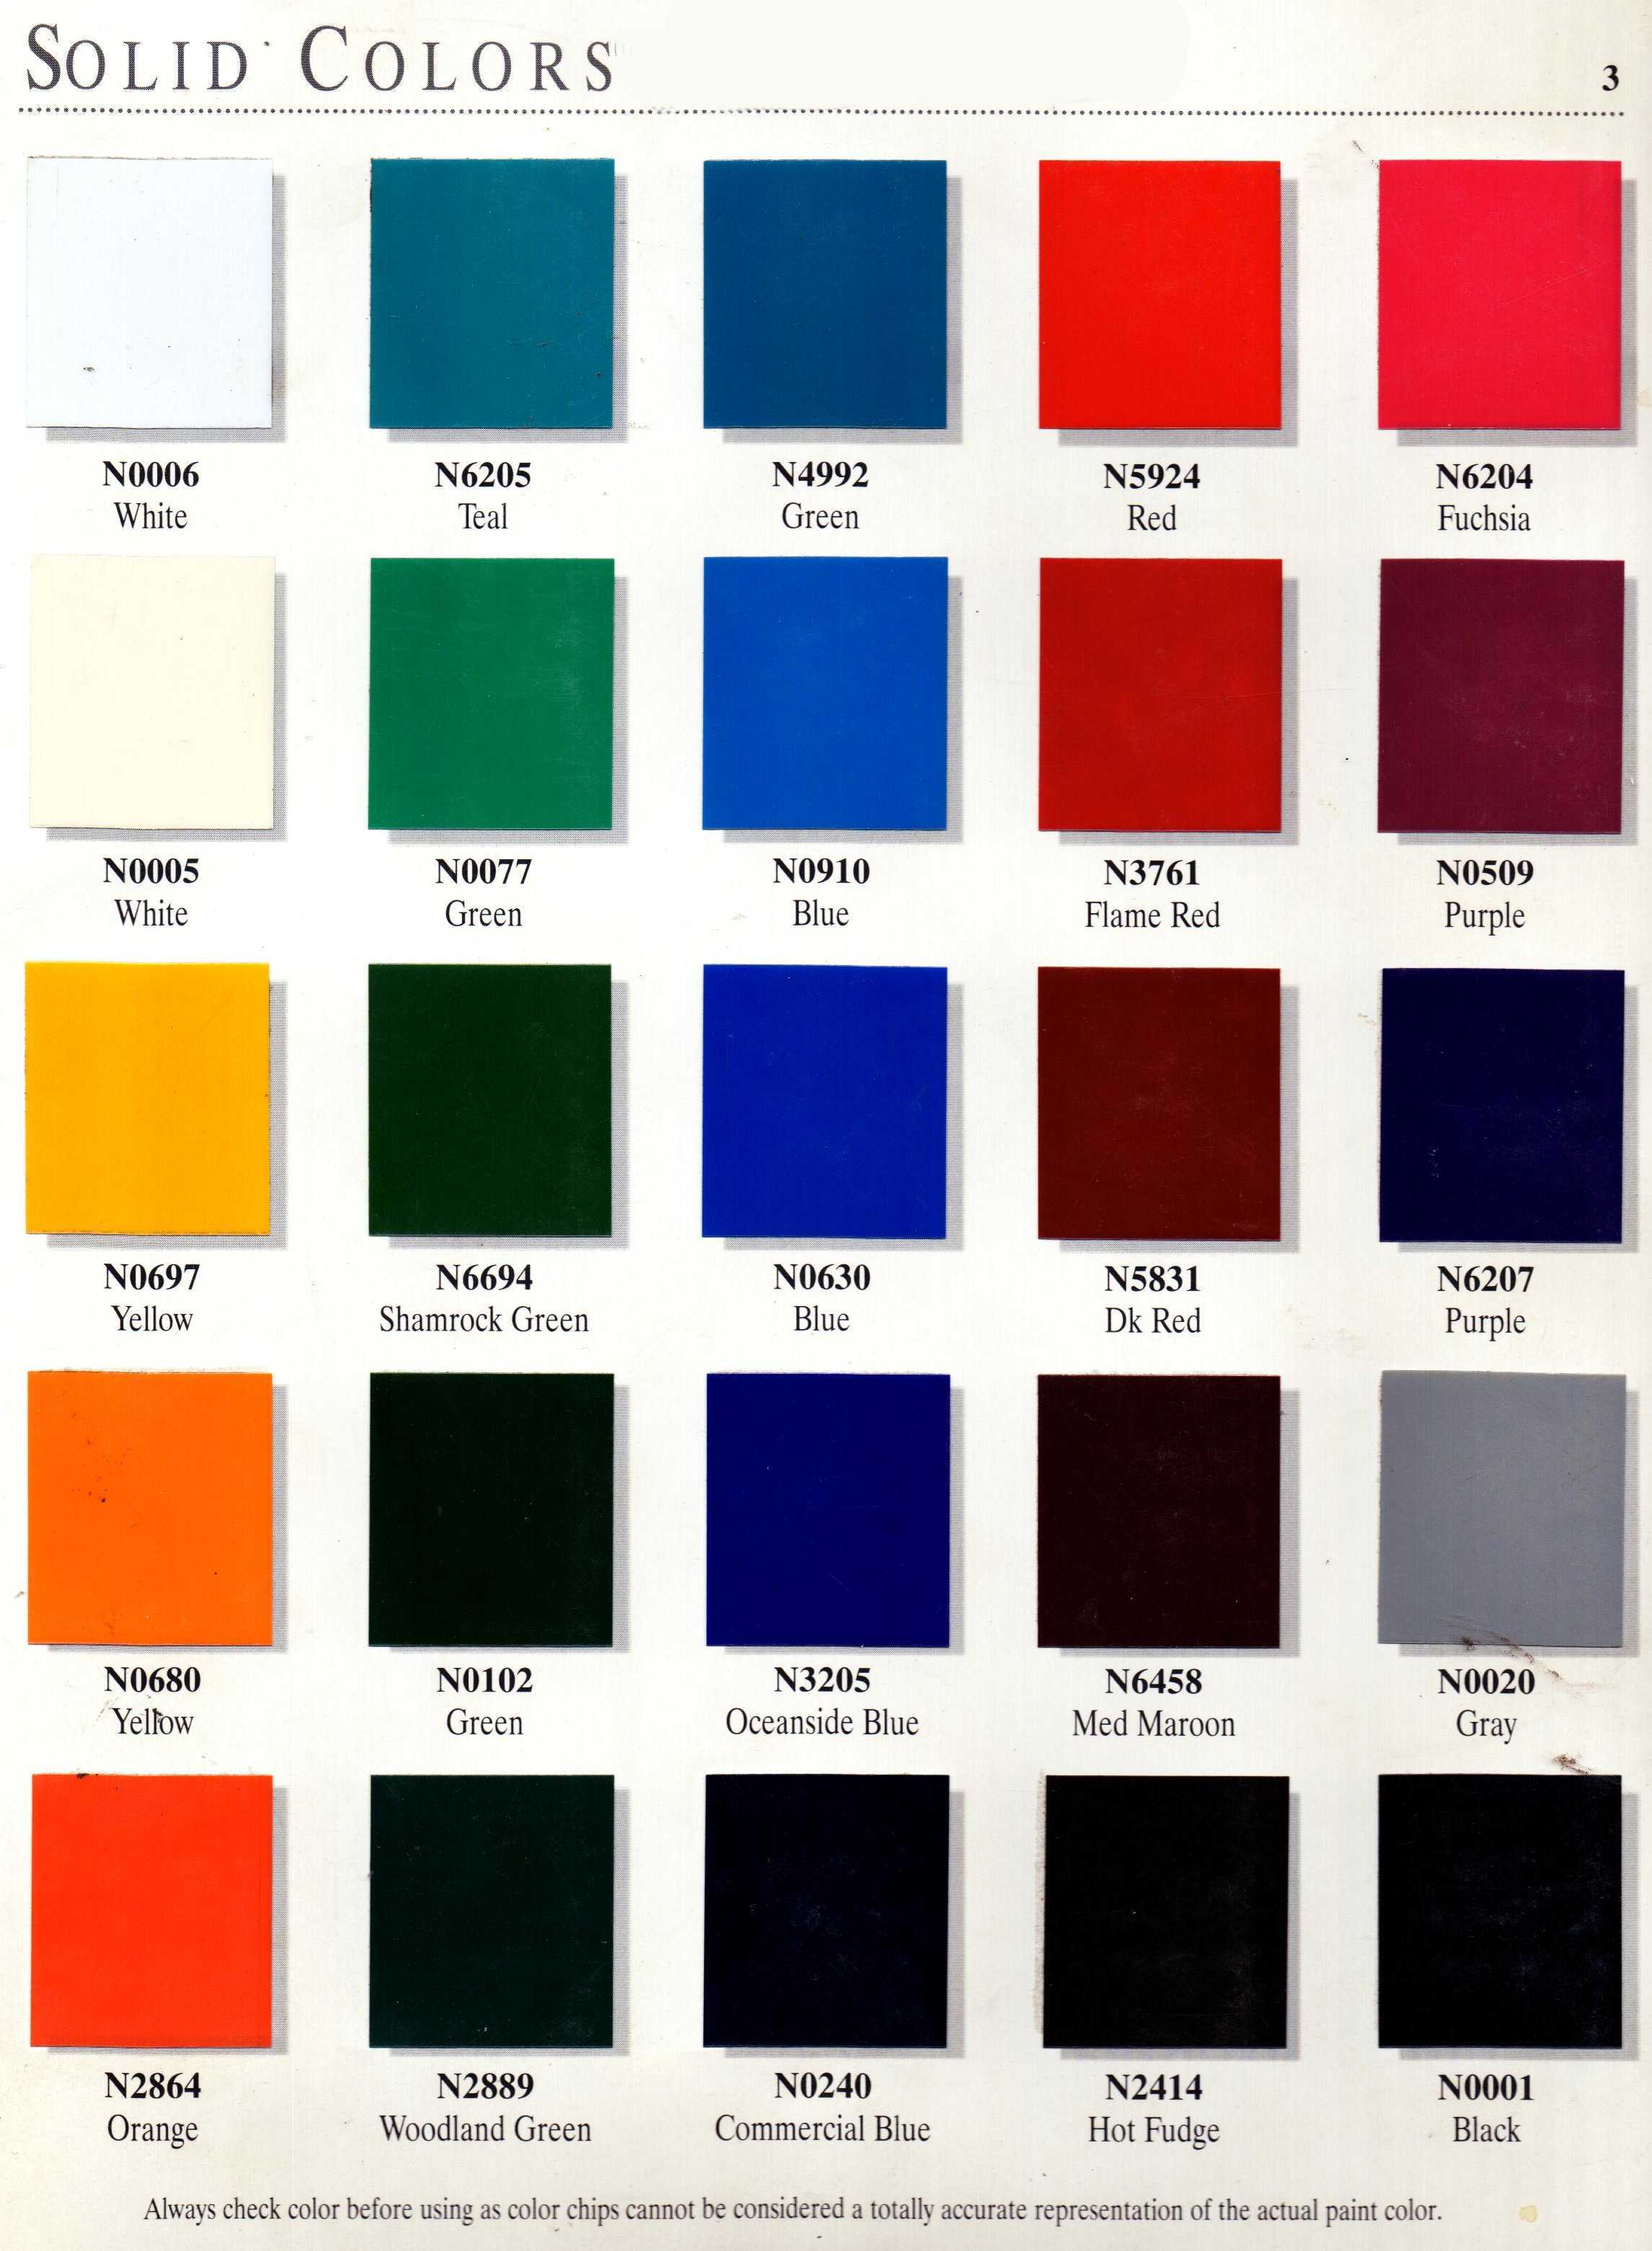 SOLID COLORS
3
N0006 N6205 N4992 N5924 N6204
White Teal Green Red Fuchsia
N0005 N0077 N0910 N3761 N0509
White Green Blue Flame Red Purple
N0697 N6694 N0630 N5831 N6207
Yellow Shamrock Green Blue Dk Red Purple
N0680 N0102 N3205 N6458 N0020
Yellow Green Oceanside Blue Med Maroon Gray
N2864 N2889 N0240 N2414 N0001
Orange Woodland Green Commercial Blue Hot Fudge Black
Always check color before using as color chips cannot be considered a totally accurate representation of the actual paint color.